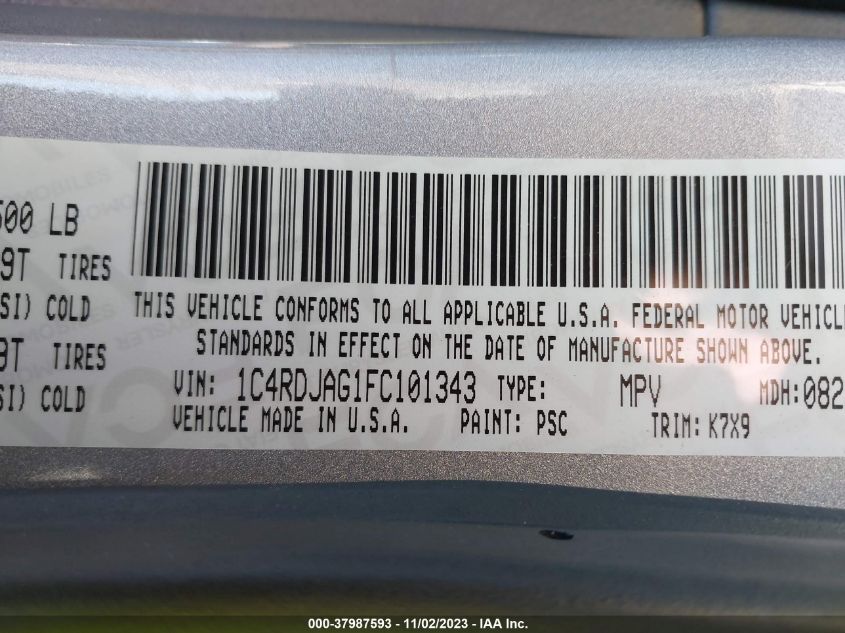 500 LB
9T TIRES
SI) COLD
THIS VEHICLE CONFORMS TO ALL APPLICABLE U.S.A. FEDERAL MOTOR VEHICLE
STANDARDS IN EFFECT ON THE DATE OF MANUFACTURE SHOWN ABOVE.
TIRES
SI) COLD
VIN: 1C4RDJAG1FC101343 TYPE: MPV MDH:082
VEHICLE MADE IN U.S.A. PAINT: PSC TRIM: K7X9
000-37987593 - 11/02/2023 - IAA Inc.